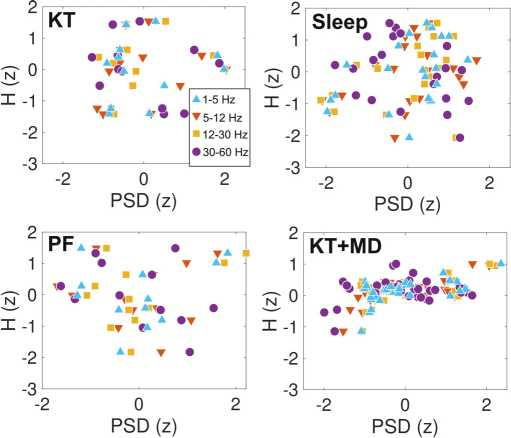 KT
2
1
0
-1
-2
-3
H (z)
-2
0
2
PSD (z)
1-5 Hz
5-12 Hz
12-30 Hz
30-60 Hz
Sleep
2
1
0
-1
-2
-3
H (z)
-2
0
2
PSD (z)
PF
2
1
0
-1
-2
-3
H (z)
-2
0
2
PSD (z)
KT+MD
2
1
0
-1
-2
-3
H (z)
-2
0
2
PSD (z)